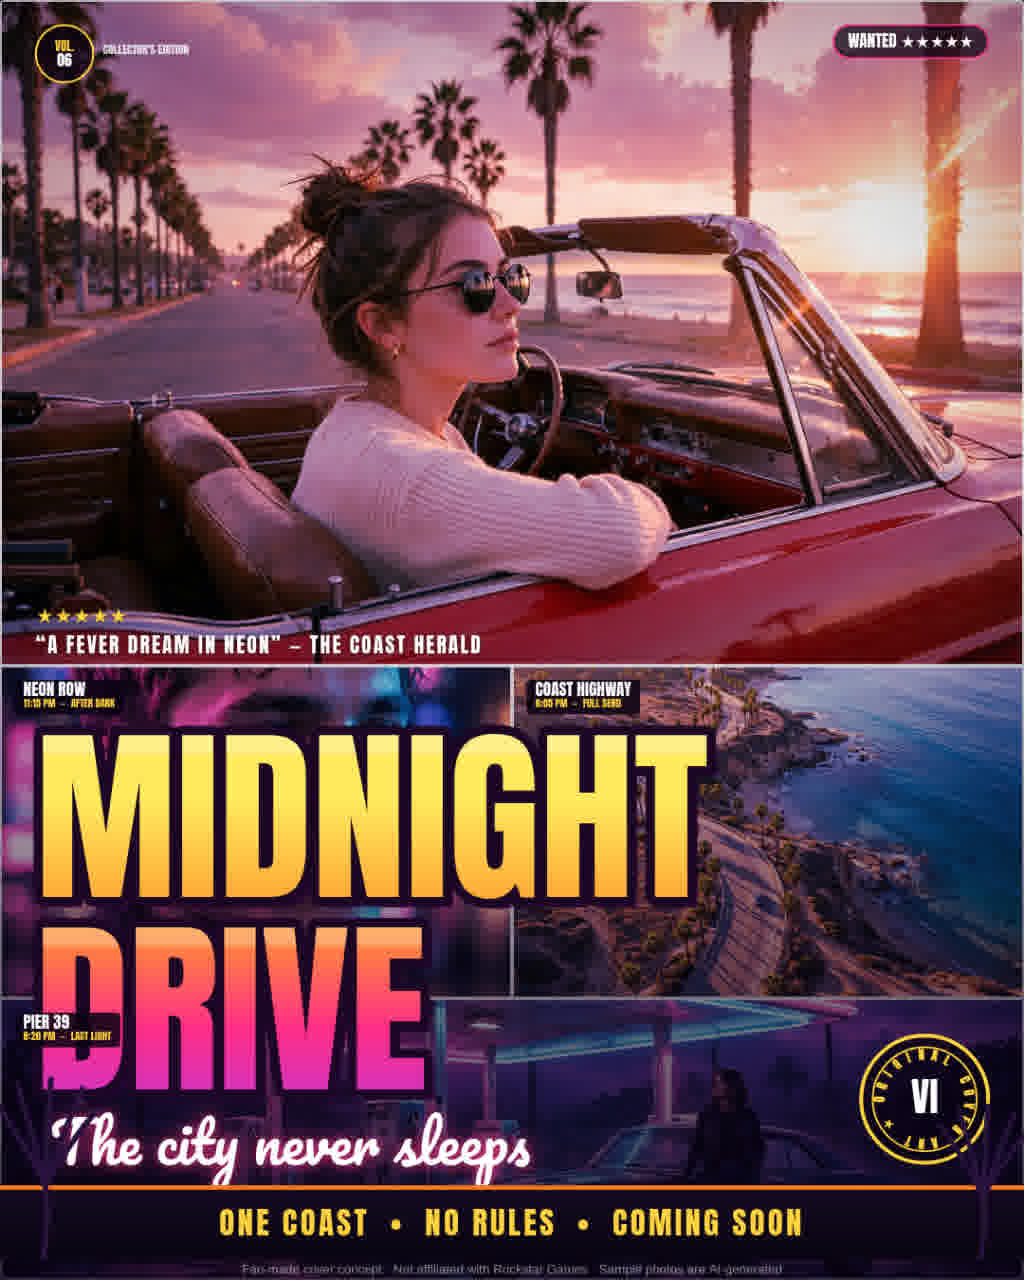 VOL.
06
COLLECTOR'S EDITION
WANTED ★★★★★
★★★★★
“A FEVER DREAM IN NEON” – THE COAST HERALD
NEON ROW
11:15 PM – AFTER DARK
COAST HIGHWAY
6:05 PM – FULL SEND
MIDNIGHT
DRIVE
PIER 39
8:20 PM – LAST LIGHT
The city never sleeps
ORIGINAL COVER ART ★
VI
ONE COAST • NO RULES • COMING SOON
Fan-made cover concept. Not affiliated with Rockstar Games. Sample photos are AI-generated